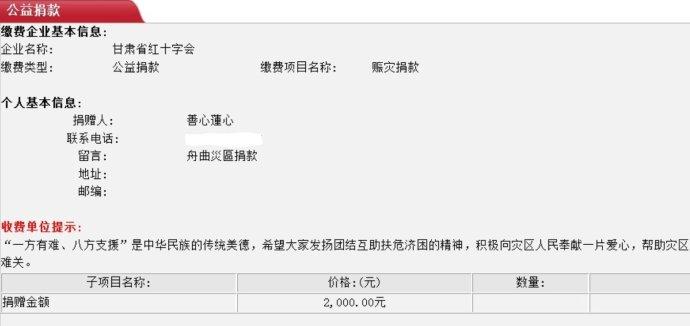 公益捐款
缴费企业基本信息:
企业名称: 甘肃省红十字会
缴费类型: 公益捐款 缴费项目名称: 赈灾捐款
个人基本信息:
捐赠人: 善心蓮心
联系电话:
留言: 舟曲災區捐款
地址:
邮编:
收费单位提示:
“一方有难、八方支援”是中华民族的传统美德，希望大家发扬团结互助扶危济困的精神，积极向灾区人民奉献一片爱心，帮助灾区
难关。
子项目名称: 价格:(元) 数量:
捐赠金额 2,000.00元